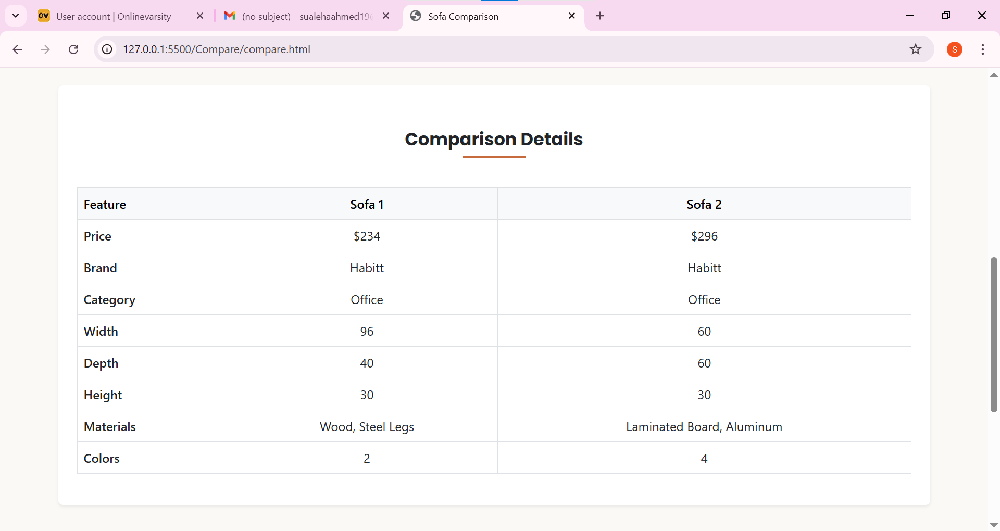 OV User account | Onlinevarsity
(no subject) - sualehaahmed19
Sofa Comparison
127.0.0.1:5500/Compare/compare.html
S
Comparison Details
Feature Sofa 1 Sofa 2
Price $234 $296
Brand Habitt Habitt
Category Office Office
Width 96 60
Depth 40 60
Height 30 30
Materials Wood, Steel Legs Laminated Board, Aluminum
Colors 2 4